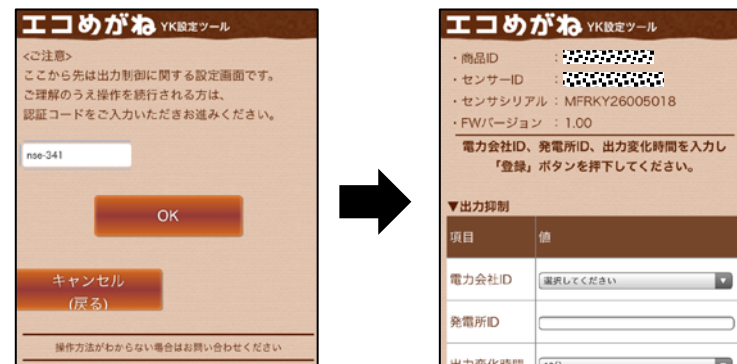 エコめがね YK設定ツール
<ご注意>
ここから先は出力制御に関する設定画面です。
ご理解のうえ操作を続行される方は、
認証コードをご入力いただきお進みください。
nse-341
OK
キャンセル
(戻る)
操作方法がわからない場合はお問い合わせください
エコめがね YK設定ツール
・商品ID :
・センサーID :
・センサシリアル : MFRKY26005018
・FWバージョン : 1.00
電力会社ID、発電所ID、出力変化時間を入力し
「登録」ボタンを押下してください。
▼出力抑制
項目 値
電力会社ID 選択してください
発電所ID
出力変化時間